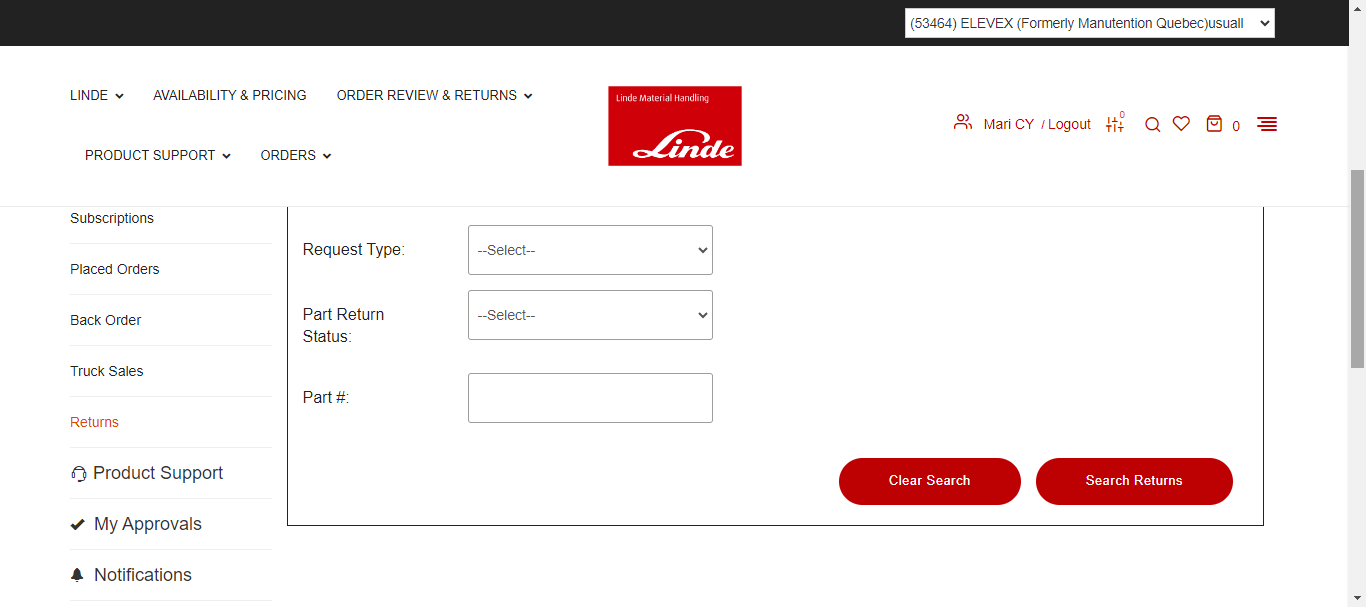 (53464) ELEVEX (Formerly Manutention Quebec)usuall
LINDE
AVAILABILITY & PRICING
ORDER REVIEW & RETURNS
PRODUCT SUPPORT
ORDERS
Linde Material Handling
Linde
Mari CY / Logout
0
0
Subscriptions
Placed Orders
Back Order
Truck Sales
Returns
Product Support
My Approvals
Notifications
Request Type:
--Select--
Part Return
Status:
--Select--
Part #:
Clear Search
Search Returns